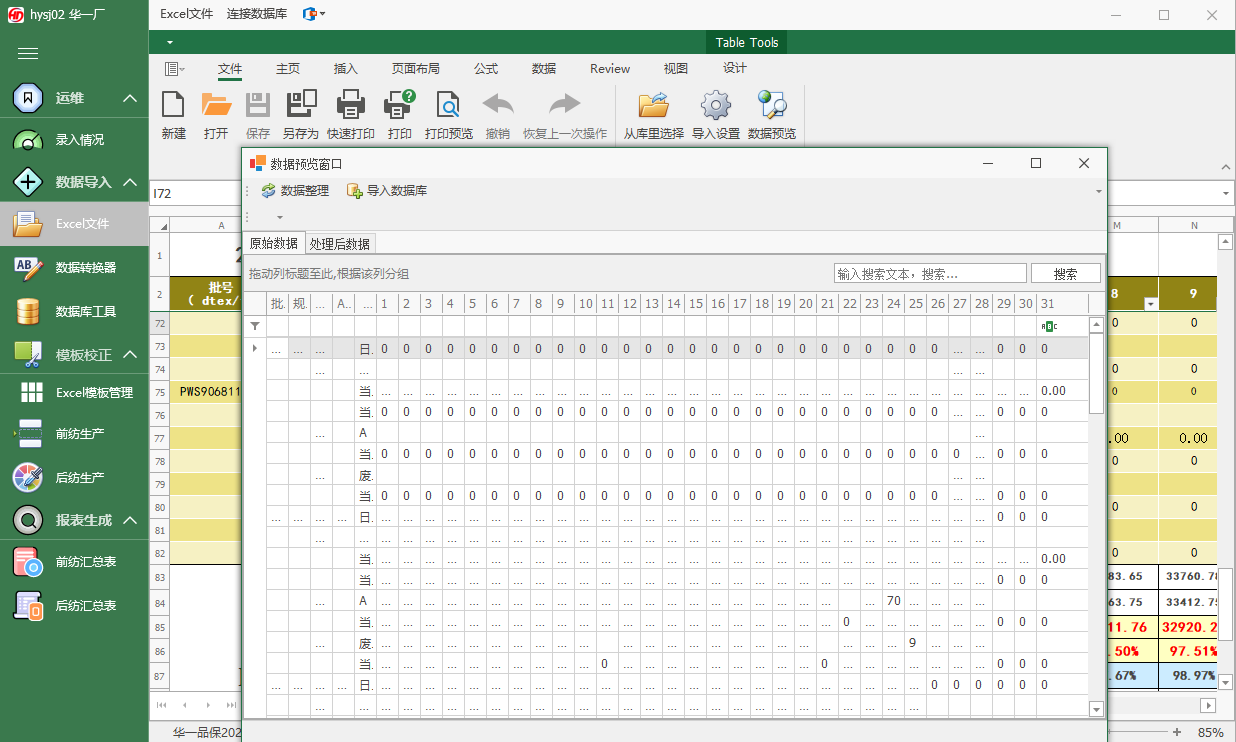 hysj02 华一厂
Excel文件 连接数据库
Table Tools
文件 主页 插入 页面布局 公式 数据 Review 视图 设计
新建 打开 保存 另存为 快速打印 打印 打印预览 撤销 恢复上一次操作 从库里选择 导入设置 数据预览
运维
录入情况
数据导入
Excel文件
数据转换器
数据库工具
模板校正
Excel模板管理
前纺生产
后纺生产
报表生成
前纺汇总表
后纺汇总表
I72
A M N
1
2 批号 8 9
( dtex/
72 0 0
73
74 0 0
75 PWS906811 0 0
76
77 .00 0.00
78 0 0
79
80 0 0
81
82 0 0
83 83.65 33760.78
84 63.75 33412.75
85 11.76 32920.2
86 .50% 97.51%
87 .67% 98.97%
华一品保202
85%
数据预览窗口
数据整理 导入数据库
原始数据 处理后数据
拖动列标题至此,根据该列分组
输入搜索文本，搜索... 搜索
批. 规. ... A.. ... 1 2 3 4 5 6 7 8 9 10 11 12 13 14 15 16 17 18 19 20 21 22 23 24 25 26 27 28 29 30 31
ABC
... ... ... 日. 0 0 0 0 0 0 0 0 0 0 0 0 0 0 0 0 0 0 0 0 0 0 0 0 0 0 ... ... 0 0 0
... ... ... ...
当. ... ... ... ... ... ... ... ... ... ... ... ... ... ... ... ... ... ... ... ... ... ... ... ... ... ... ... ... ... ... 0.00
当. 0 0 0 0 0 0 0 0 0 0 0 0 0 0 0 0 0 0 0 0 0 0 0 0 0 0 ... ... 0 0 0
... A ...
当. 0 0 0 0 0 0 0 0 0 0 0 0 0 0 0 0 0 0 0 0 0 0 0 0 0 0 0 ... 0 0 0
... 废. ... ...
当. 0 0 0 0 0 0 0 0 0 0 0 0 0 0 0 0 0 0 0 0 0 0 0 0 0 0 ... ... 0 0 0
... ... ... ... 日. ... ... ... ... ... ... ... ... ... ... ... ... ... ... ... ... ... ... ... ... ... ... ... ... ... ... ... ... 0 0 0
... ... ... ... ... ... ... ... ... ... ... ... ... ... ... ... ... ... ... ... ... ... ... ... ... ... ... ... ... ...
当. ... ... ... ... ... ... ... ... ... ... ... ... ... ... ... ... ... ... ... ... ... ... ... ... ... ... ... ... ... ... 0.00
当. ... ... ... ... ... ... ... ... ... ... ... ... ... ... ... ... ... ... ... ... ... ... ... ... ... ... ... ... 0 0 0
... A ... ... ... ... ... ... ... ... ... ... ... ... ... ... ... ... ... ... ... ... ... ... 70 ... ... ... ...
当. ... ... ... ... ... ... ... ... ... ... ... ... ... ... ... ... ... ... ... ... ... 0 ... ... ... ... ... ... 0 0 0
... 废. ... ... ... ... ... ... ... ... ... ... ... ... ... ... ... ... ... ... ... ... ... ... ... ... 9 ... ... ...
当. ... ... ... ... ... ... ... ... ... ... 0 ... ... ... ... ... ... ... ... ... 0 ... ... ... ... ... ... ... 0 0 0
... ... ... ... 日. ... ... ... ... ... ... ... ... ... ... ... ... ... ... ... ... ... ... ... ... ... ... ... ... ... 0 0 0 0 0 0
... ... ... ... ... ... ... ... ... ... ... ... ... ... ... ... ... ... ... ... ... ... ... ... ... ... ...